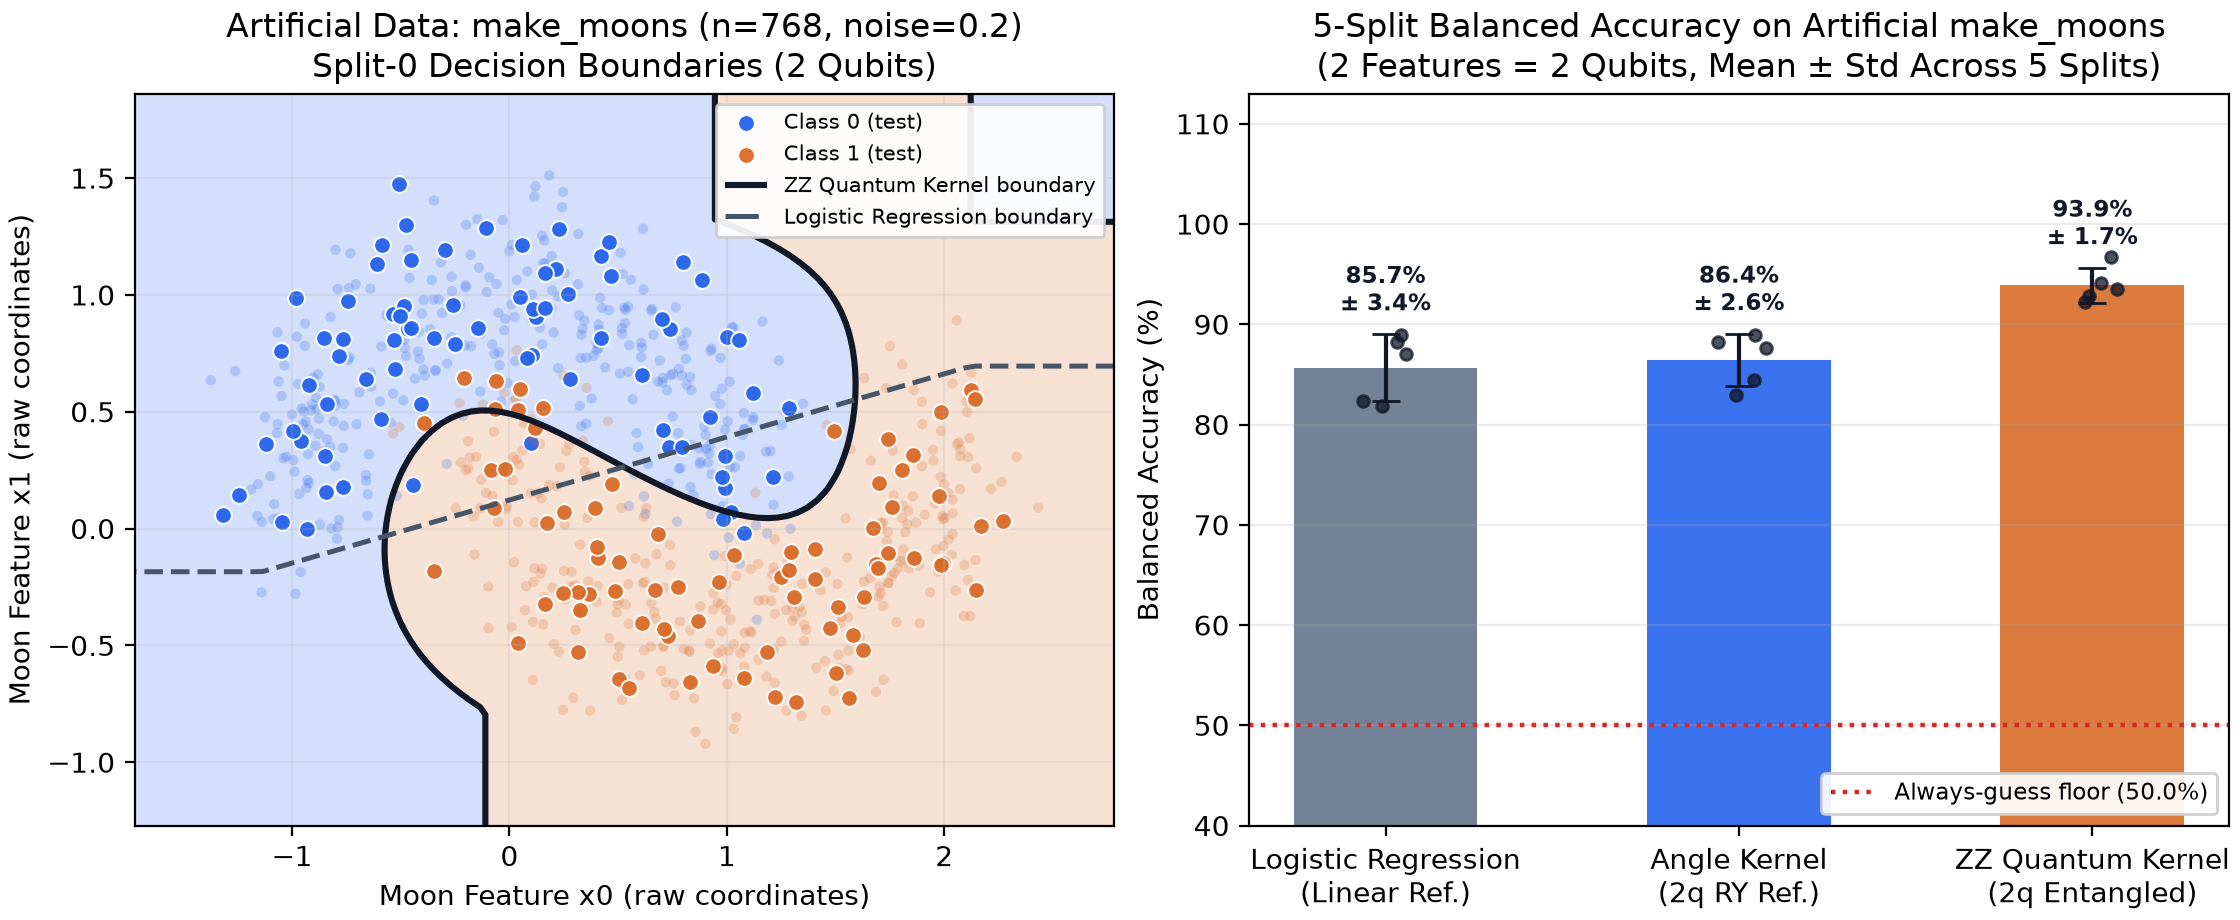 Artificial Data: make_moons (n=768, noise=0.2)
Split-0 Decision Boundaries (2 Qubits)
Class 0 (test)
Class 1 (test)
ZZ Quantum Kernel boundary
Logistic Regression boundary
1.5
1.0
0.5
0.0
−0.5
−1.0
−1
0
1
2
Moon Feature x1 (raw coordinates)
Moon Feature x0 (raw coordinates)
5-Split Balanced Accuracy on Artificial make_moons
(2 Features = 2 Qubits, Mean ± Std Across 5 Splits)
110
100
90
80
70
60
50
40
Balanced Accuracy (%)
85.7%
± 3.4%
86.4%
± 2.6%
93.9%
± 1.7%
Always-guess floor (50.0%)
Logistic Regression
(Linear Ref.)
Angle Kernel
(2q RY Ref.)
ZZ Quantum Kernel
(2q Entangled)